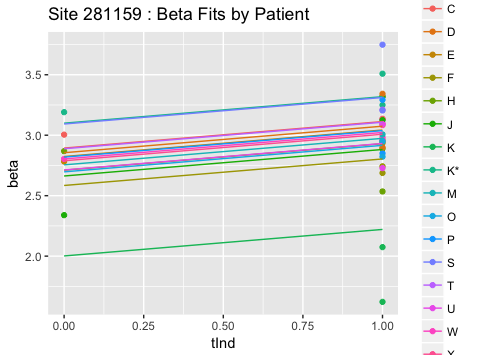 Site 281159 : Beta Fits by Patient
beta
3.5
3.0
2.5
2.0
0.00 0.25 0.50 0.75 1.00
tInd
C
D
E
F
H
J
K
K*
M
O
P
S
T
U
W
Y